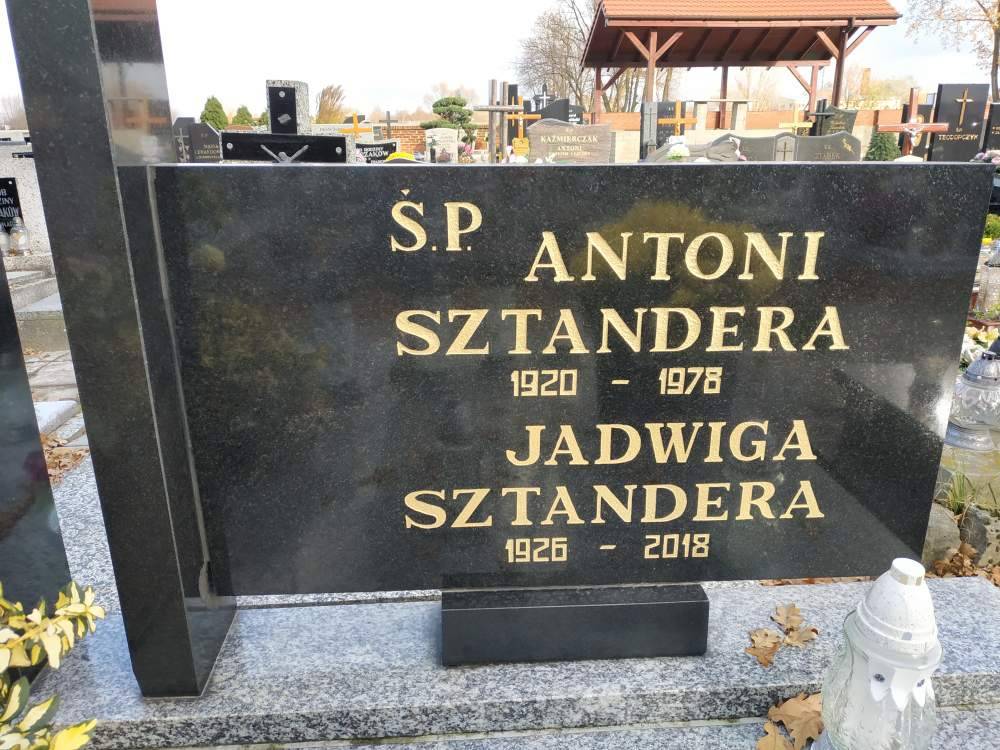 Ś.P.
ANTONI
SZTANDERA
1920 – 1978
JADWIGA
SZTANDERA
1926 – 2018
KAŹMIERCZAK
ANTONI